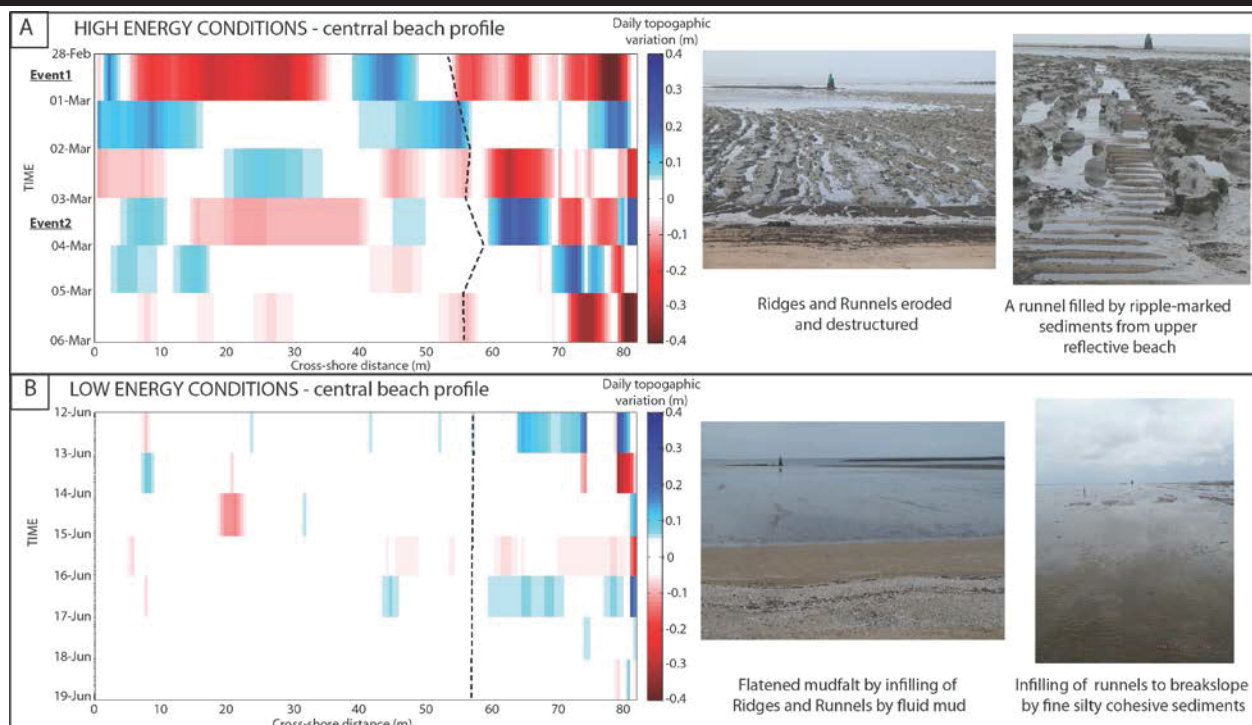 A
HIGH ENERGY CONDITIONS - centrral beach profile
Daily topographic
variation (m)
28-Feb
Event1
01-Mar
02-Mar
TIME
03-Mar
Event2
04-Mar
05-Mar
06-Mar
0 10 20 30 40 50 60 70 80
Cross-shore distance (m)
0.4
0.3
0.2
0.1
0
-0.1
-0.2
-0.3
-0.4
Ridges and Runnels eroded
and destructured
A runnel filled by ripple-marked
sediments from upper
reflective beach
B
LOW ENERGY CONDITIONS - central beach profile
Daily topogaphic
variation (m)
12-Jun
13-Jun
14-Jun
15-Jun
TIME
16-Jun
17-Jun
18-Jun
19-Jun
0 10 20 30 40 50 60 70 80
Cross-shore distance (m)
0.4
0.3
0.2
0.1
0
-0.1
-0.2
-0.3
-0.4
Flatened mudfalt by infilling of
Ridges and Runnels by fluid mud
Infilling of runnels to breakslope
by fine silty cohesive sediments